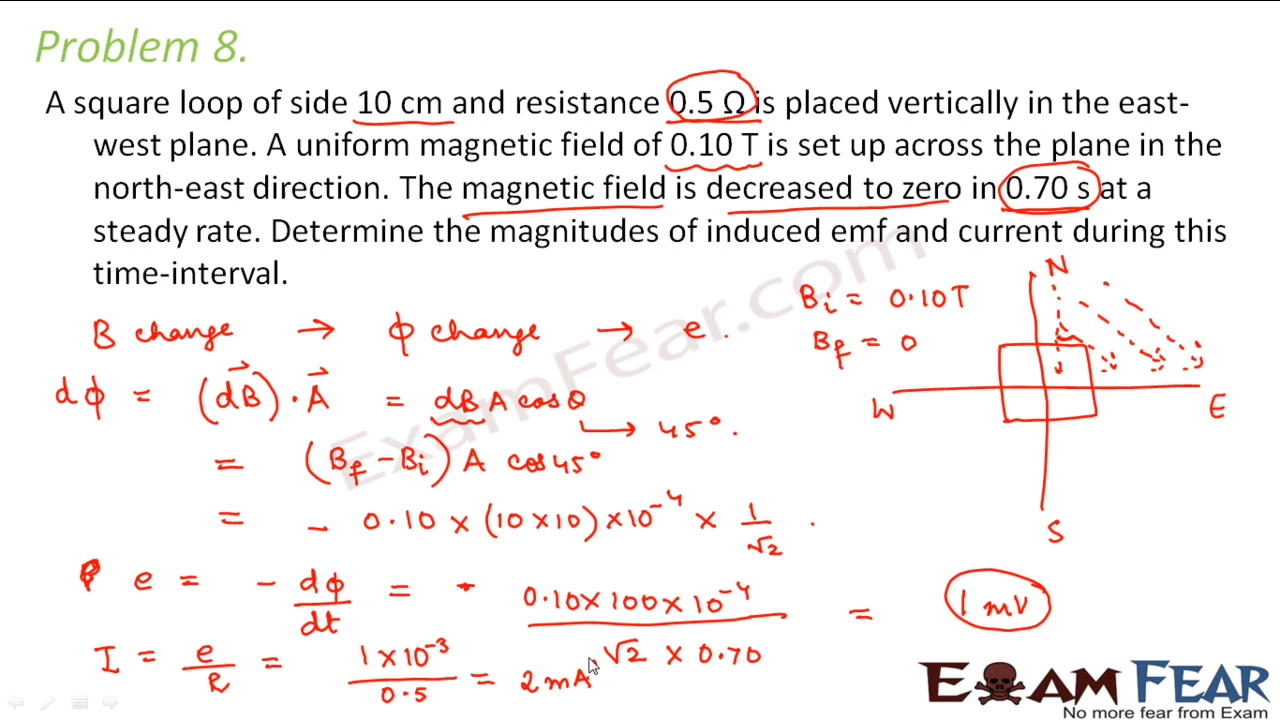 Problem 8.
A square loop of side 10 cm and resistance 0.5 Ω is placed vertically in the east-
west plane. A uniform magnetic field of 0.10 T is set up across the plane in the
north-east direction. The magnetic field is decreased to zero in 0.70 s at a
steady rate. Determine the magnitudes of induced emf and current during this
time-interval.
B change → ϕ change → e.
Bi = 0.10T
Bf = 0
N
W
E
S
dϕ = (dB⃗)·A⃗ = dB A cosθ
→ 45°.
= (Bf − Bi) A cos45°
= − 0.10 × (10 × 10) × 10⁻⁴ × 1/√2 .
e = − dϕ/dt = - 0.10×100×10⁻⁴ / √2 × 0.70 = 1 mV
I = e/R = 1×10⁻³/0.5 = 2mA
ExamFear.com
EXAM FEAR
No more fear from Exam